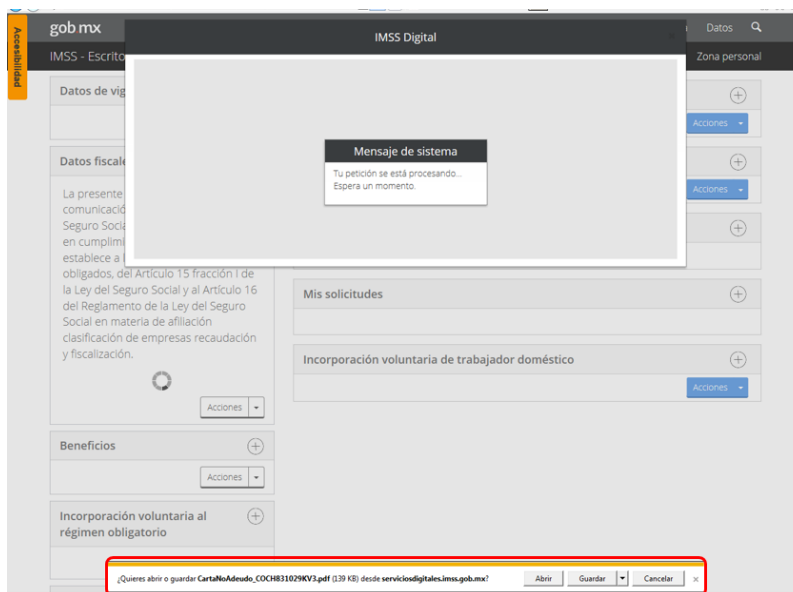 Accesibilidad
gob.mx
Datos
IMSS - Escrito
Zona personal
IMSS Digital
Mensaje de sistema
Tu petición se está procesando...
Espera un momento.
Datos de vig
Acciones
Datos fiscale
Acciones
La presente
comunicació
Seguro Socia
en cumplimi
establece a l
obligados, del Artículo 15 fracción I de
la Ley del Seguro Social y al Artículo 16
del Reglamento de la Ley del Seguro
Social en materia de afiliación
clasificación de empresas recaudación
y fiscalización.
Acciones
Mis solicitudes
Incorporación voluntaria de trabajador doméstico
Acciones
Beneficios
Acciones
Incorporación voluntaria al
régimen obligatorio
¿Quieres abrir o guardar CartaNoAdeudo_COCH831029KV3.pdf (139 KB) desde serviciosdigitales.imss.gob.mx?
Abrir
Guardar
Cancelar